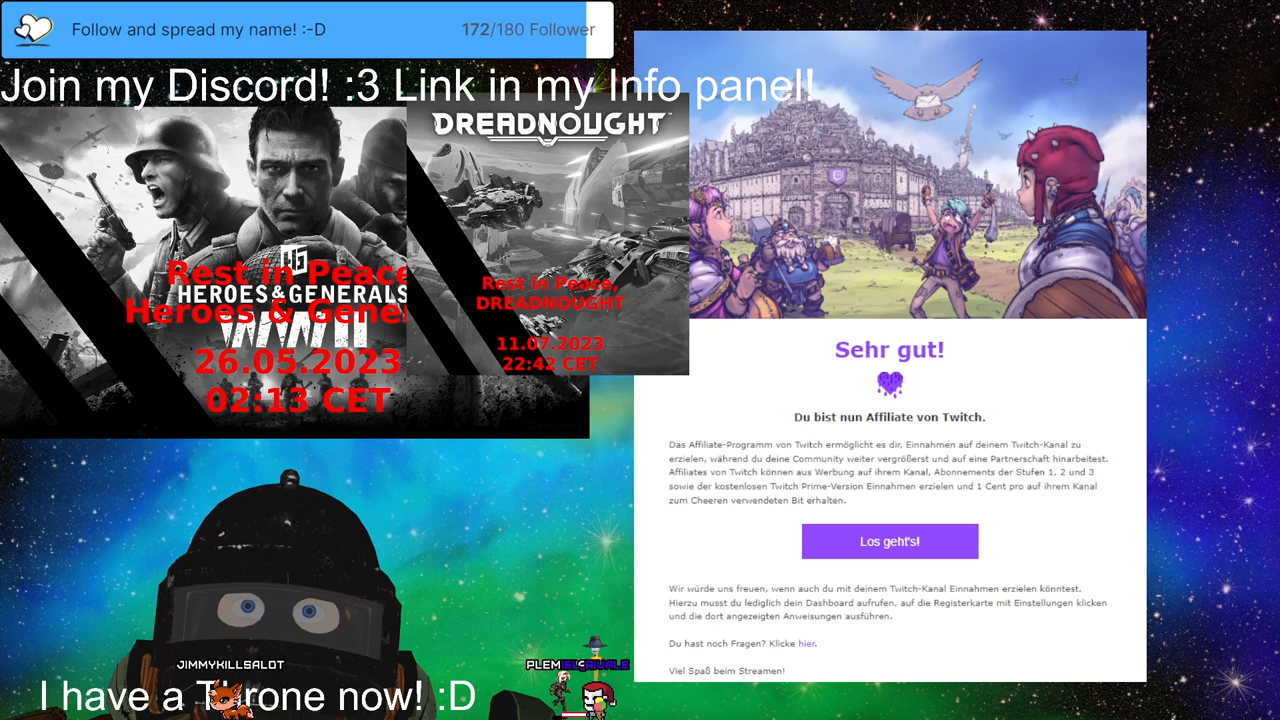 Follow and spread my name! :-D
172/180 Follower
Join my Discord! :3 Link in my Info panel!
Rest in Peace
HEROES & GENERALS
Heroes & Gene
WWII
26.05.2023
02:13 CET
DREADNOUGHT
Rest in Peace,
DREADNOUGHT
11.07.2023
22:42 CET
Sehr gut!
Du bist nun Affiliate von Twitch.
Das Affiliate-Programm von Twitch ermöglicht es dir, Einnahmen auf deinem Twitch-Kanal zu
erzielen, während du deine Community weiter vergrößerst und auf eine Partnerschaft hinarbeitest.
Affiliates von Twitch können aus Werbung auf ihrem Kanal, Abonnements der Stufen 1, 2 und 3
sowie der kostenlosen Twitch Prime-Version Einnahmen erzielen und 1 Cent pro auf ihrem Kanal
zum Cheeren verwendeten Bit erhalten.
Los geht's!
Wir würde uns freuen, wenn auch du mit deinem Twitch-Kanal Einnahmen erzielen könntest.
Hierzu musst du lediglich dein Dashboard aufrufen, auf die Registerkarte mit Einstellungen klicken
und die dort angezeigten Anweisungen ausführen.
Du hast noch Fragen? Klicke hier.
Viel Spaß beim Streamen!
JIMMYKILLSALOT
I have a Throne now! :D